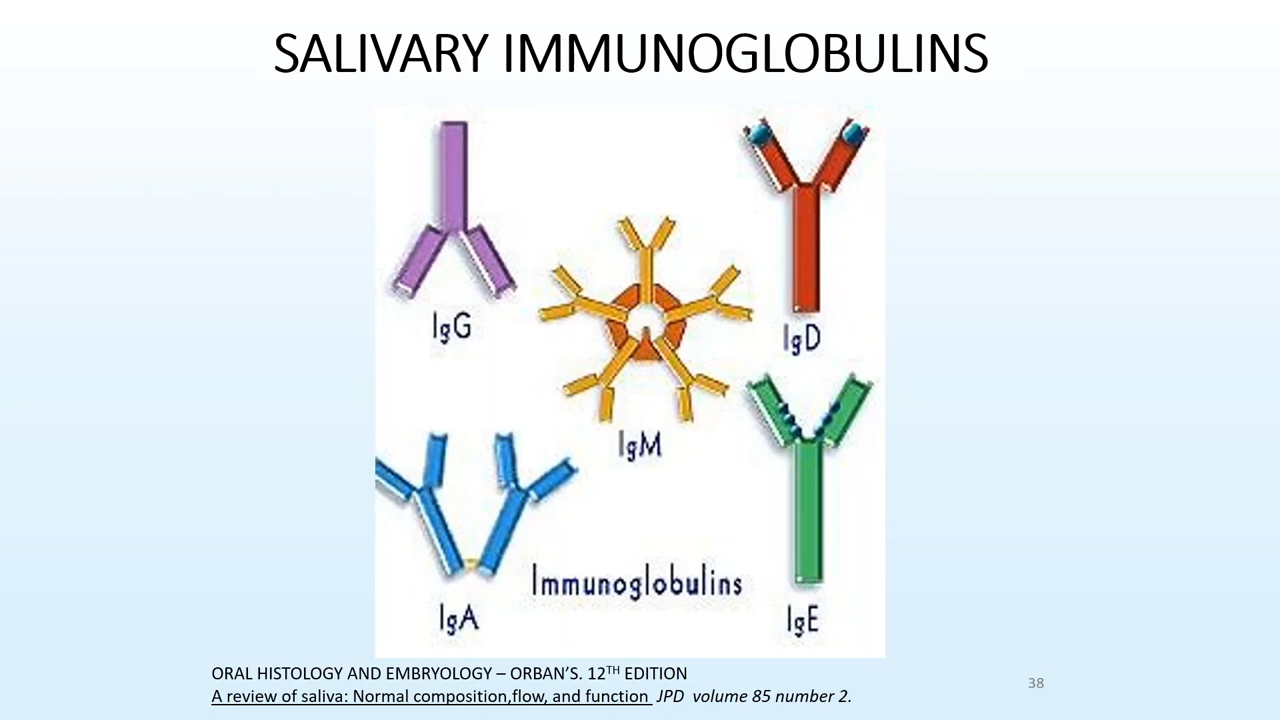 SALIVARY IMMUNOGLOBULINS
IgG
IgD
IgM
IgA
Immunoglobulins
IgE
ORAL HISTOLOGY AND EMBRYOLOGY – ORBAN’S. 12TH EDITION
A review of saliva: Normal composition,flow, and function JPD volume 85 number 2.
38